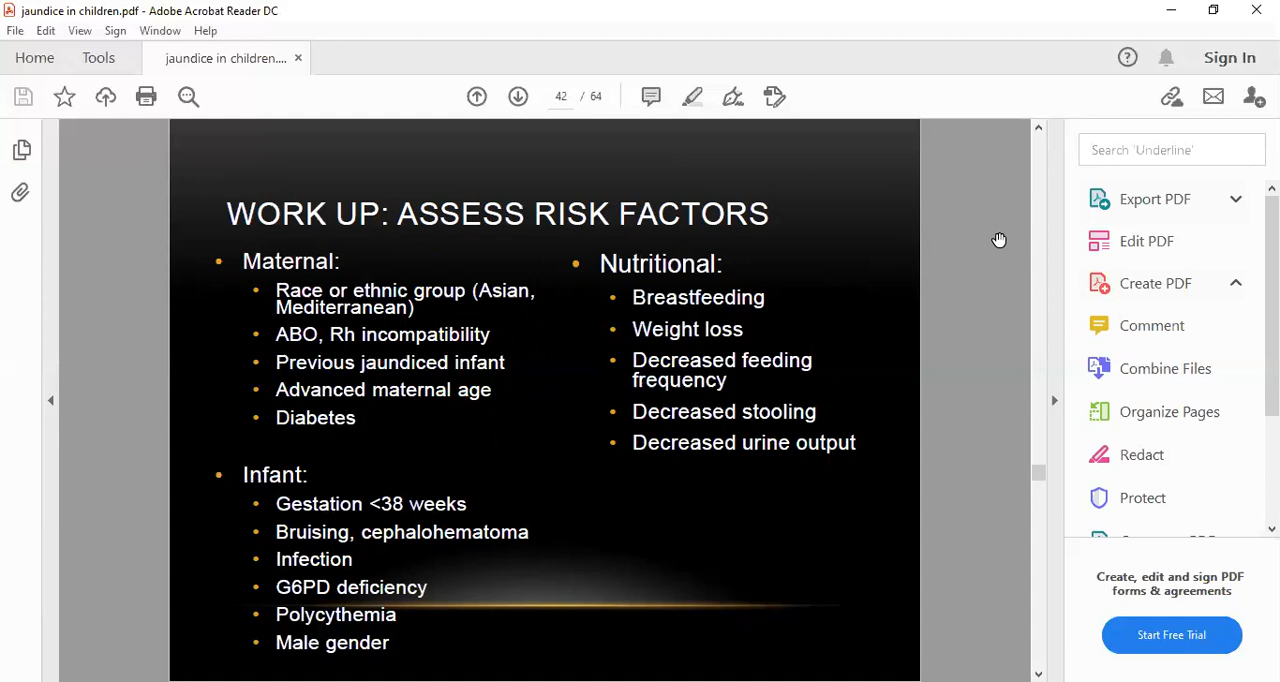 jaundice in children.pdf - Adobe Acrobat Reader DC
File Edit View Sign Window Help
Home Tools jaundice in children.... × Sign In
42 / 64
WORK UP: ASSESS RISK FACTORS
• Maternal:
• Race or ethnic group (Asian,
Mediterranean)
• ABO, Rh incompatibility
• Previous jaundiced infant
• Advanced maternal age
• Diabetes
• Infant:
• Gestation <38 weeks
• Bruising, cephalohematoma
• Infection
• G6PD deficiency
• Polycythemia
• Male gender
• Nutritional:
• Breastfeeding
• Weight loss
• Decreased feeding
frequency
• Decreased stooling
• Decreased urine output
Search 'Underline'
Export PDF
Edit PDF
Create PDF
Comment
Combine Files
Organize Pages
Redact
Protect
Create, edit and sign PDF
forms & agreements
Start Free Trial